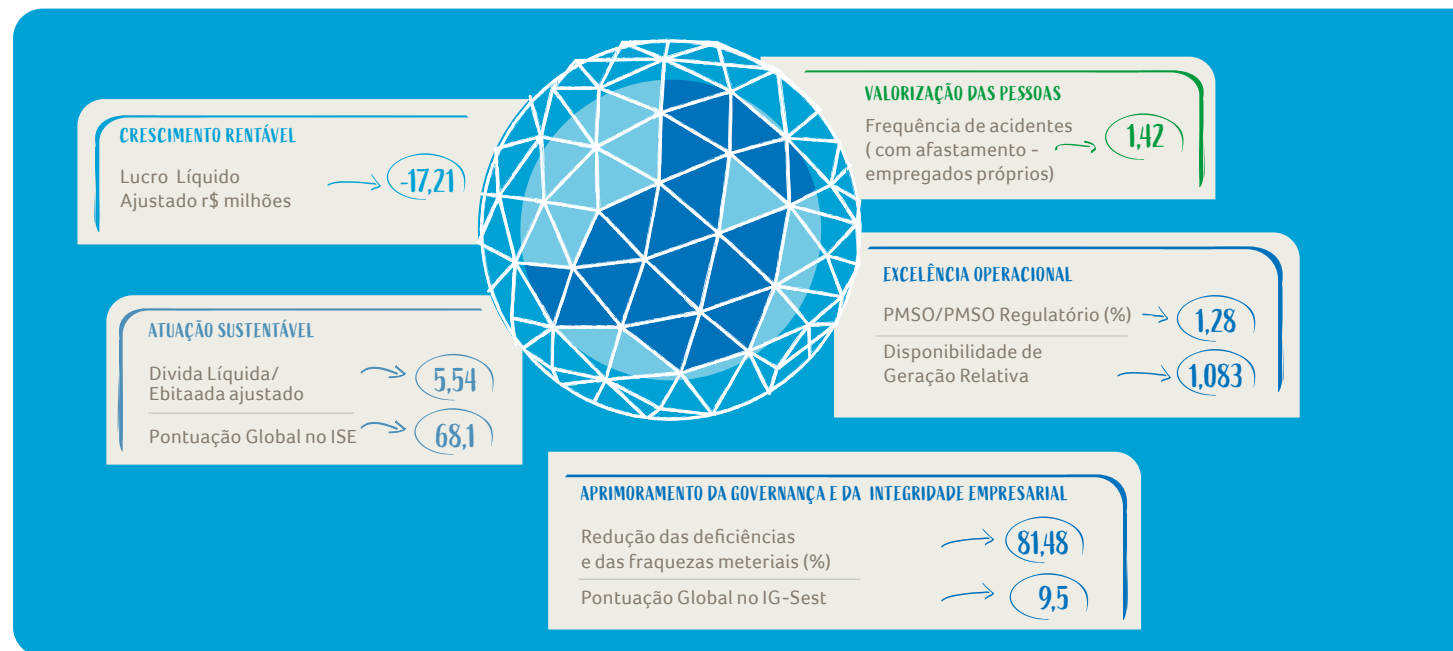 CRESCIMENTO RENTÁVEL
Lucro Líquido
Ajustado r$ milhões
-17,21
VALORIZAÇÃO DAS PESSOAS
Frequência de acidentes
( com afastamento -
empregados próprios)
1,42
ATUAÇÃO SUSTENTÁVEL
Divida Líquida/
Ebitaada ajustado
5,54
Pontuação Global no ISE
68,1
EXCELÊNCIA OPERACIONAL
PMSO/PMSO Regulatório (%)
1,28
Disponibilidade de
Geração Relativa
1,083
APRIMORAMENTO DA GOVERNANÇA E DA INTEGRIDADE EMPRESARIAL
Redução das deficiências
e das fraquezas meteriais (%)
81,48
Pontuação Global no IG-Sest
9,5